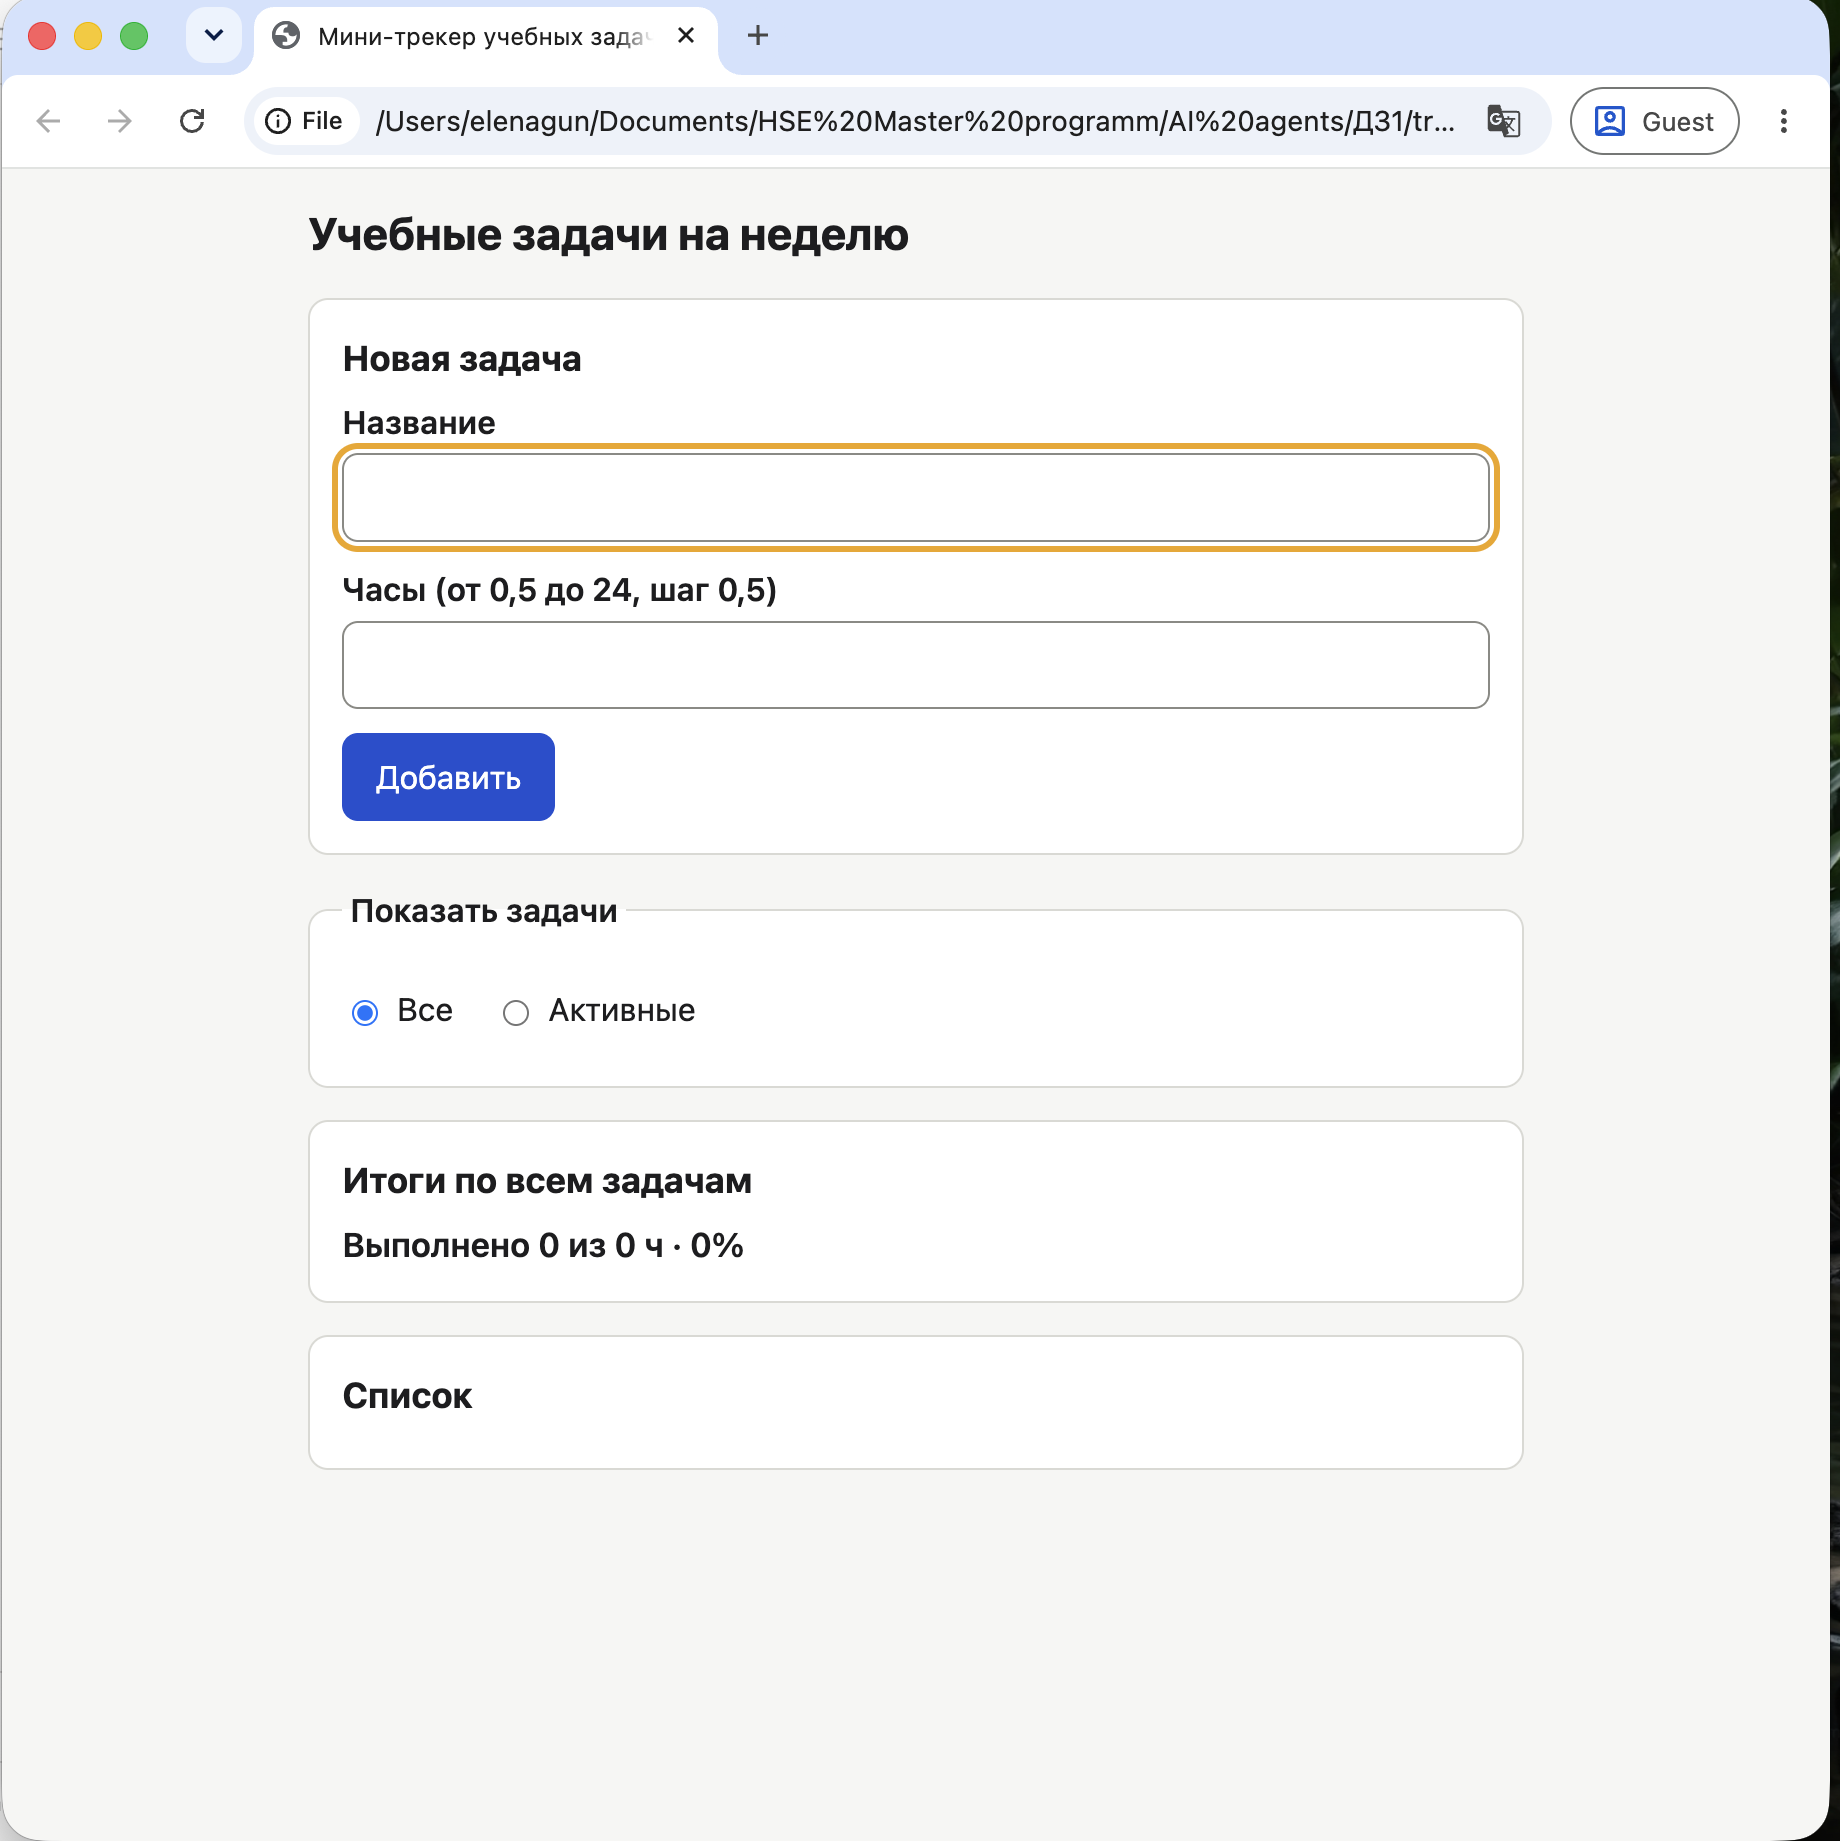 Мини-трекер учебных задач
File /Users/elenagun/Documents/HSE%20Master%20programm/AI%20agents/ДЗ1/tr...
Guest
Учебные задачи на неделю
Новая задача
Название
Часы (от 0,5 до 24, шаг 0,5)
Добавить
Показать задачи
Все Активные
Итоги по всем задачам
Выполнено 0 из 0 ч · 0%
Список